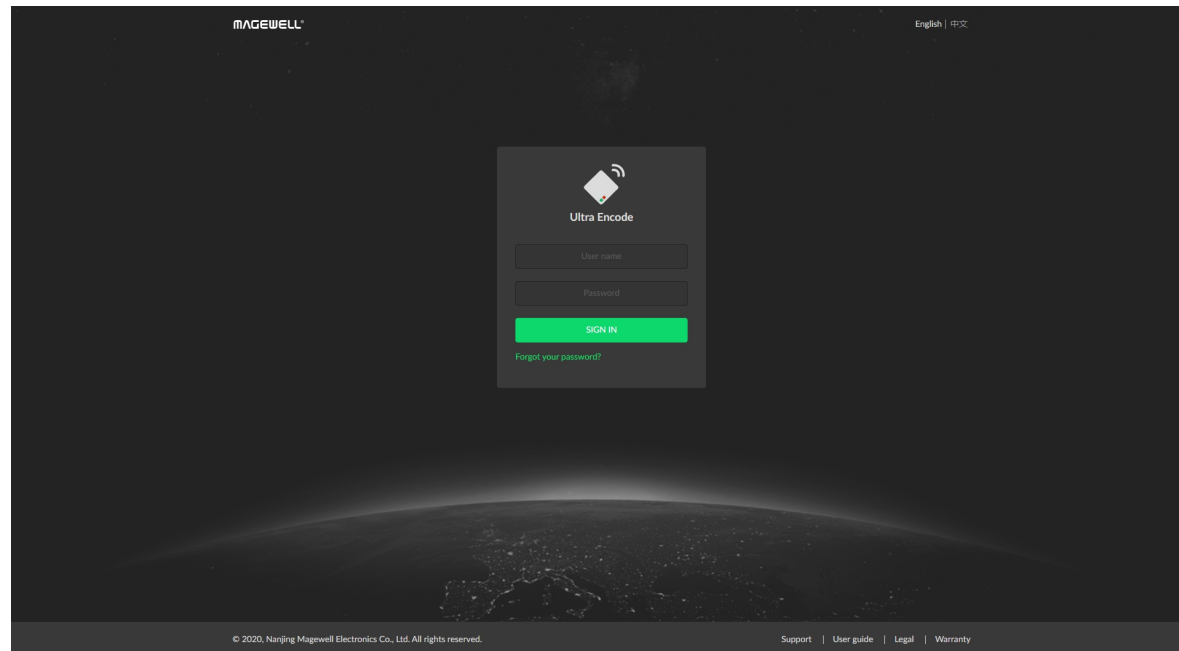 MAGEWELL®
English | 中文
Ultra Encode
User name
Password
SIGN IN
Forgot your password?
© 2020, Nanjing Magewell Electronics Co., Ltd. All rights reserved.
Support | User guide | Legal | Warranty